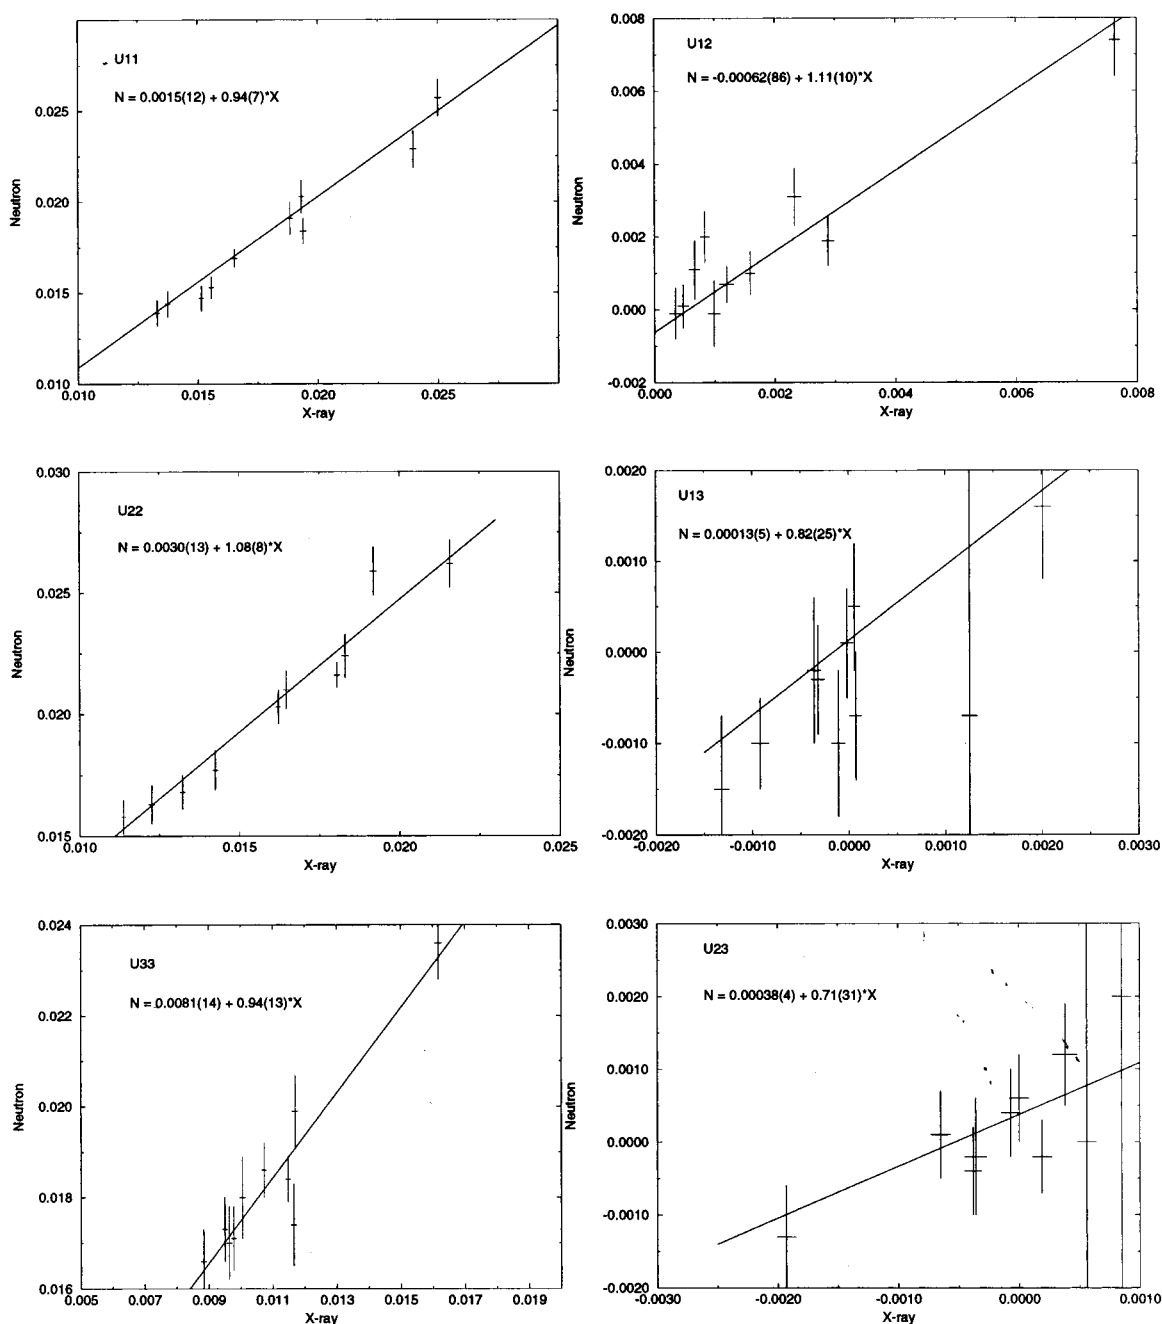 U11
N = 0.0015(12) + 0.94(7)*X
0.025
0.020
0.015
0.010
Neutron
0.010 0.015 0.020 0.025
X-ray
U12
N = -0.00062(86) + 1.11(10)*X
0.008
0.006
0.004
0.002
0.000
-0.002
Neutron
0.000 0.002 0.004 0.006 0.008
X-ray
U22
N = 0.0030(13) + 1.08(8)*X
0.030
0.025
0.020
0.015
Neutron
0.010 0.015 0.020 0.025
X-ray
U13
N = 0.00013(5) + 0.82(25)*X
0.0020
0.0010
0.0000
-0.0010
-0.0020
Neutron
-0.0020 -0.0010 0.0000 0.0010 0.0020 0.0030
X-ray
U33
N = 0.0081(14) + 0.94(13)*X
0.024
0.022
0.020
0.018
0.016
Neutron
0.005 0.007 0.009 0.011 0.013 0.015 0.017 0.019
X-ray
U23
N = 0.00038(4) + 0.71(31)*X
0.0030
0.0020
0.0010
0.0000
-0.0010
-0.0020
Neutron
-0.0030 -0.0020 -0.0010 0.0000 0.0010
X-ray